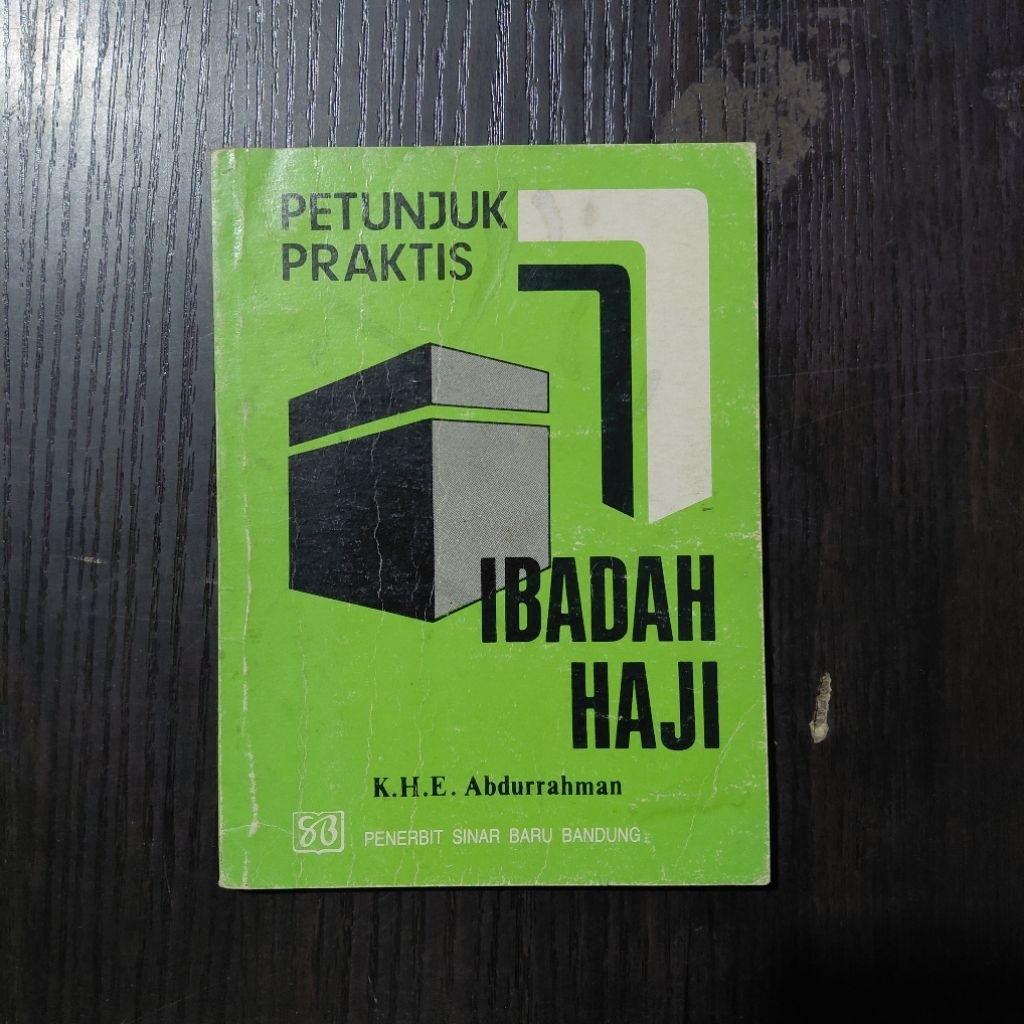 PETUNJUK
PRAKTIS
IBADAH
HAJI
K.H.E. Abdurrahman
SB
PENERBIT SINAR BARU BANDUNG